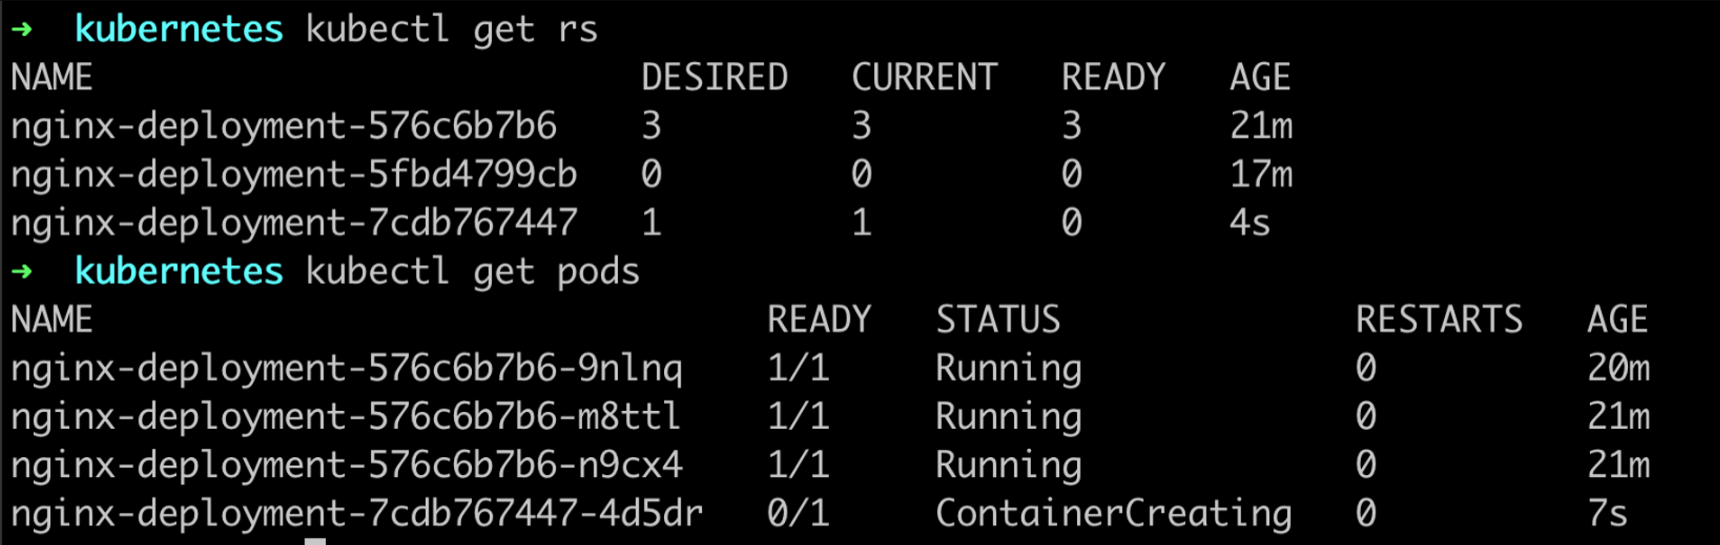 ➜  kubernetes kubectl get rs
NAME                          DESIRED   CURRENT   READY   AGE
nginx-deployment-576c6b7b6    3         3         3       21m
nginx-deployment-5fbd4799cb   0         0         0       17m
nginx-deployment-7cdb767447   1         1         0       4s
➜  kubernetes kubectl get pods
NAME                                READY   STATUS              RESTARTS   AGE
nginx-deployment-576c6b7b6-9nlnq    1/1     Running             0          20m
nginx-deployment-576c6b7b6-m8ttl    1/1     Running             0          21m
nginx-deployment-576c6b7b6-n9cx4    1/1     Running             0          21m
nginx-deployment-7cdb767447-4d5dr   0/1     ContainerCreating   0          7s